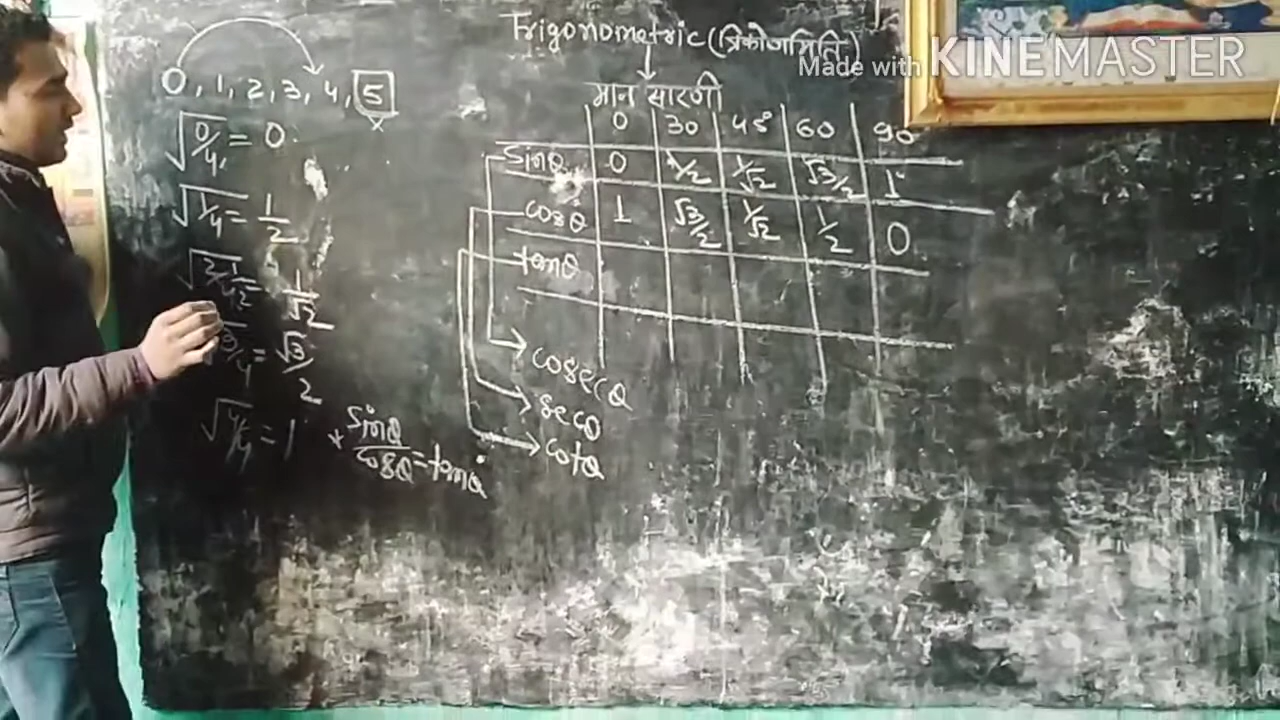 Trigonometric (त्रिकोणमिति)
Made with KINEMASTER
मान सारणी
0, 1, 2, 3, 4, 5
x
√0/4 = 0
√1/4 = 1/2
√2/4 1/2 = 1/√2
√3/4 = √3/2
√4/4 = 1
* sinθ/cosθ = tanθ
0 30 45 60 90
sinθ 0 1/2 1/√2 √3/2 1
cosθ 1 √3/2 1/√2 1/2 0
tanθ
cosecθ
secθ
cotθ